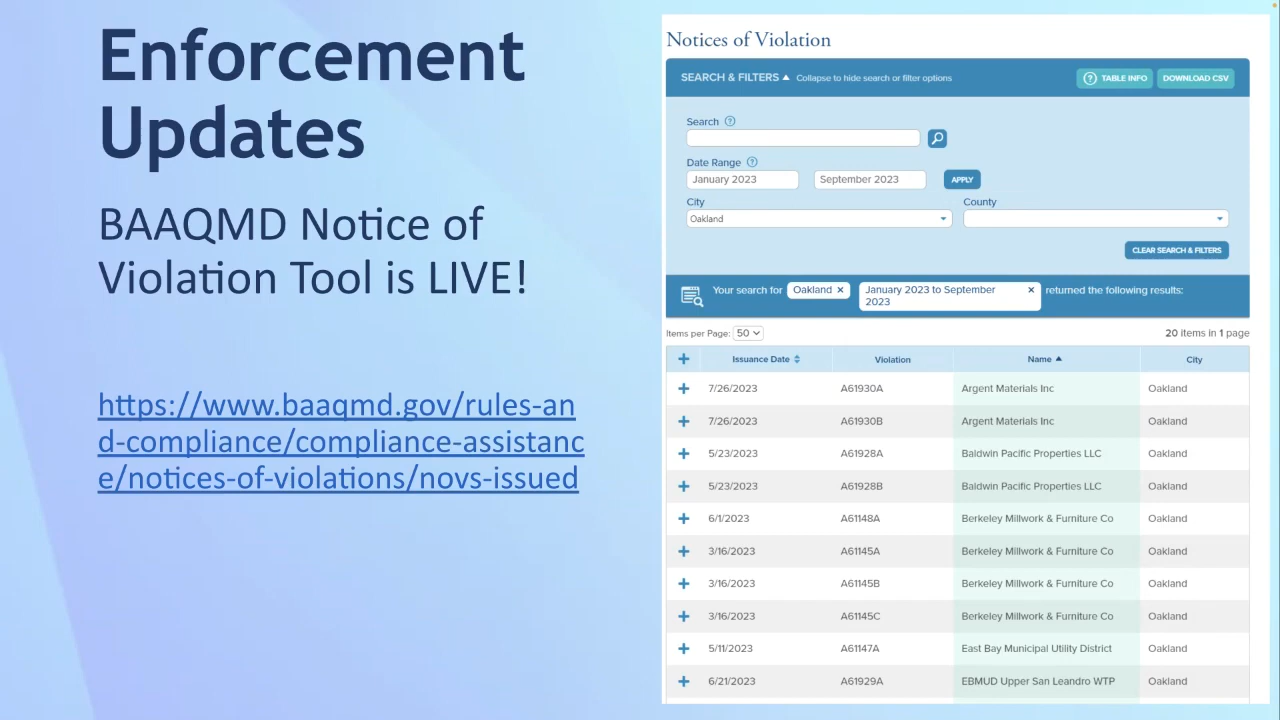 Enforcement
Updates
BAAQMD Notice of
Violation Tool is LIVE!
https://www.baaqmd.gov/rules-an
d-compliance/compliance-assistanc
e/notices-of-violations/novs-issued
Notices of Violation
SEARCH & FILTERS Collapse to hide search or filter options
TABLE INFO DOWNLOAD CSV
Search
Date Range
January 2023 September 2023 APPLY
City County
Oakland
CLEAR SEARCH & FILTERS
Your search for Oakland × January 2023 to September 2023 × returned the following results:
Items per Page: 50 20 items in 1 page
Issuance Date Violation Name City
7/26/2023 A61930A Argent Materials Inc Oakland
7/26/2023 A61930B Argent Materials Inc Oakland
5/23/2023 A61928A Baldwin Pacific Properties LLC Oakland
5/23/2023 A61928B Baldwin Pacific Properties LLC Oakland
6/1/2023 A61148A Berkeley Millwork & Furniture Co Oakland
3/16/2023 A61145A Berkeley Millwork & Furniture Co Oakland
3/16/2023 A61145B Berkeley Millwork & Furniture Co Oakland
3/16/2023 A61145C Berkeley Millwork & Furniture Co Oakland
5/11/2023 A61147A East Bay Municipal Utility District Oakland
6/21/2023 A61929A EBMUD Upper San Leandro WTP Oakland